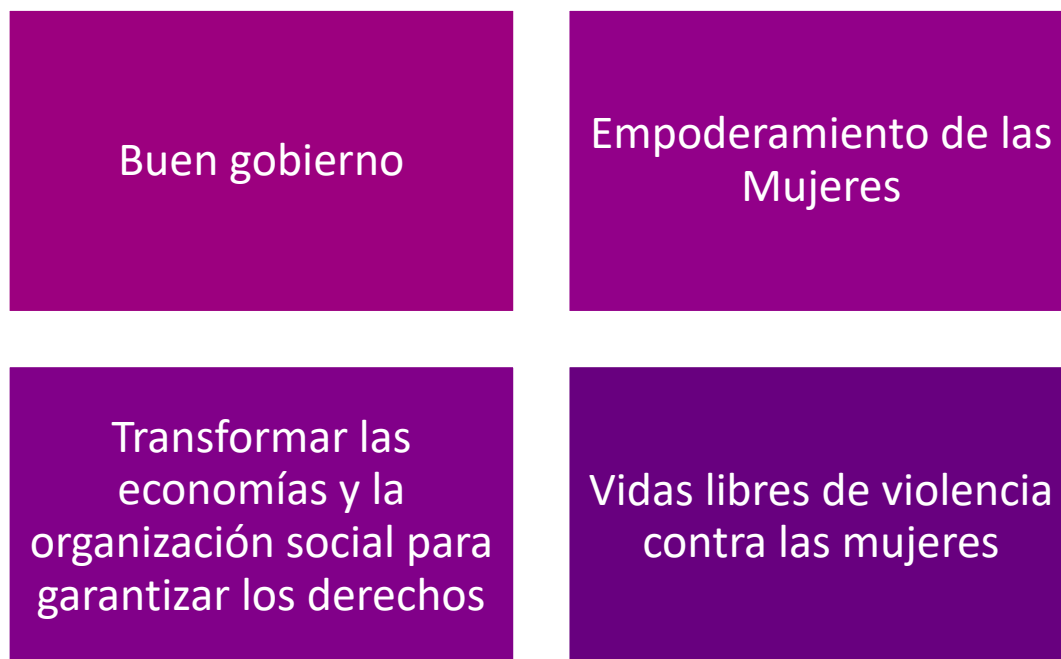 Buen gobierno
Empoderamiento de las
Mujeres
Transformar las
economías y la
organización social para
garantizar los derechos
Vidas libres de violencia
contra las mujeres